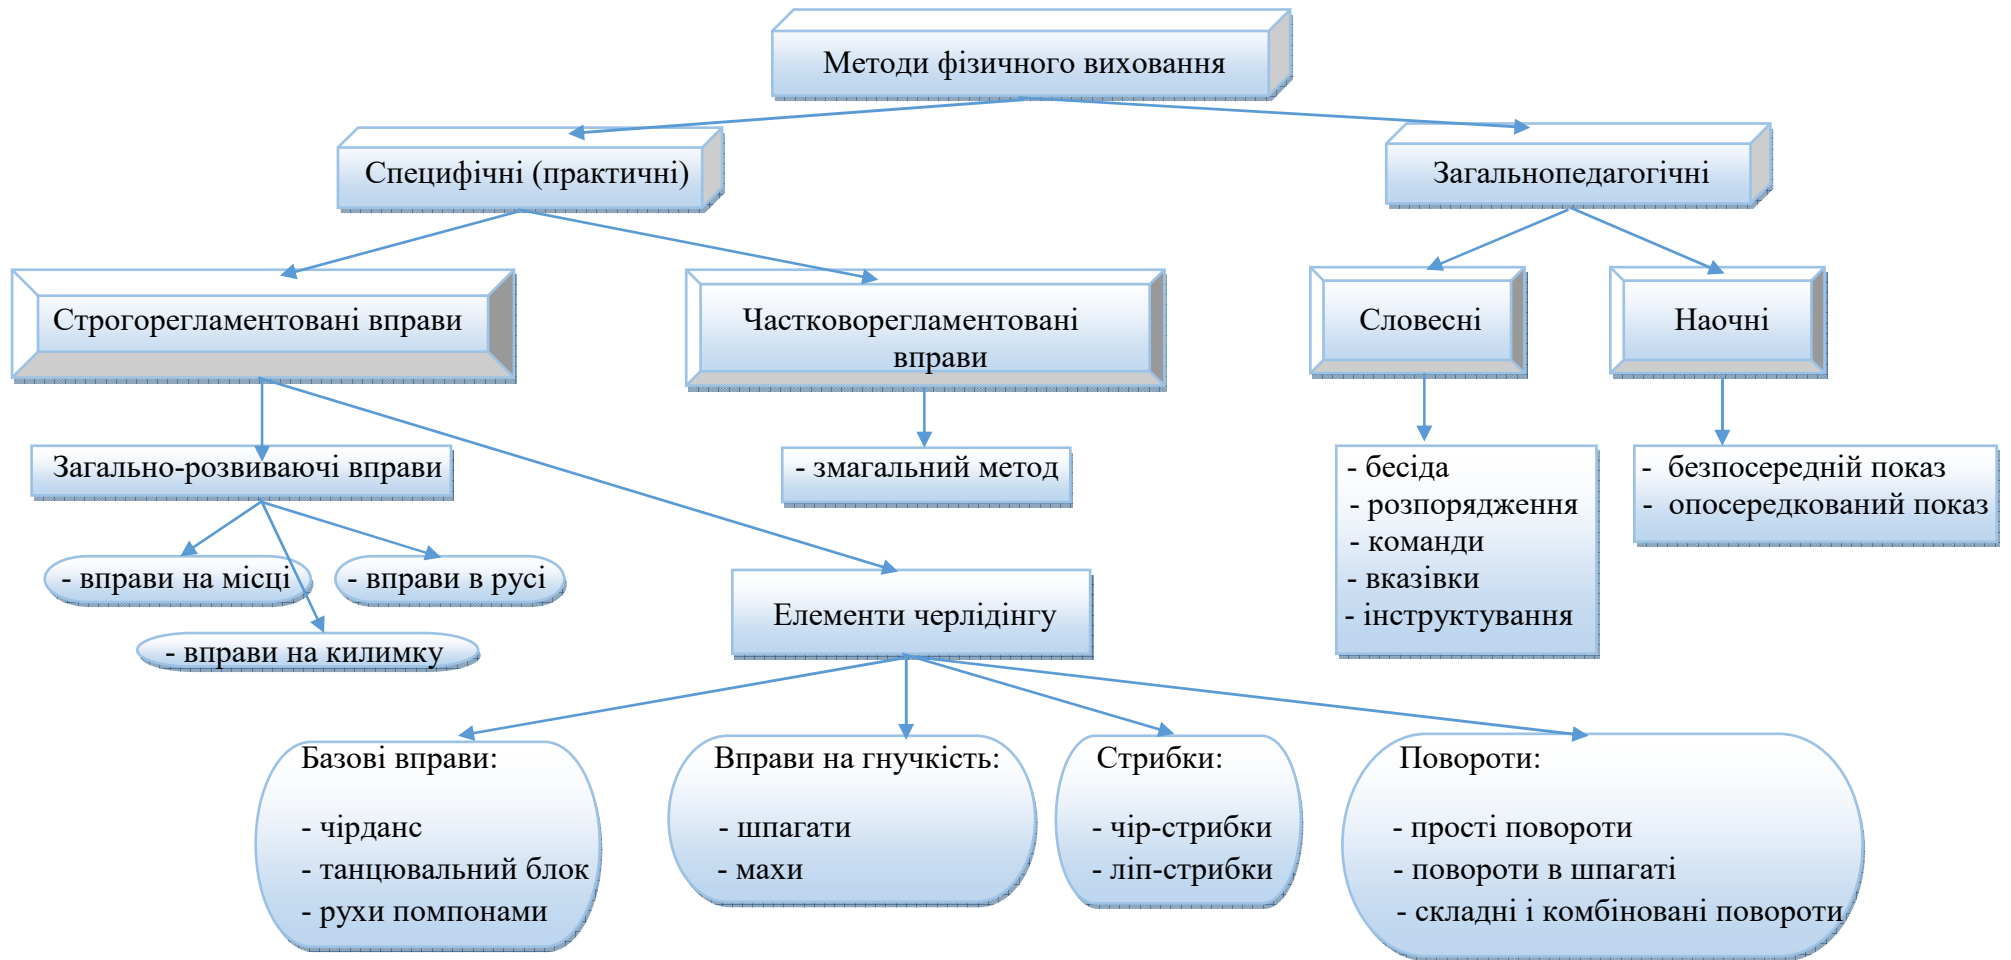 Методи фізичного виховання
Специфічні (практичні)
Загальнопедагогічні
Строгорегламентовані вправи
Частковорегламентовані
вправи
Словесні
Наочні
Загально-розвиваючі вправи
- змагальний метод
- бесіда
- розпорядження
- команди
- вказівки
- інструктування
- безпосередній показ
- опосередкований показ
- вправи на місці
- вправи в русі
- вправи на килимку
Елементи черлідінгу
Базові вправи:
- чірданс
- танцювальний блок
- рухи помпонами
Вправи на гнучкість:
- шпагати
- махи
Стрибки:
- чір-стрибки
- ліп-стрибки
Повороти:
- прості повороти
- повороти в шпагаті
- складні і комбіновані повороти